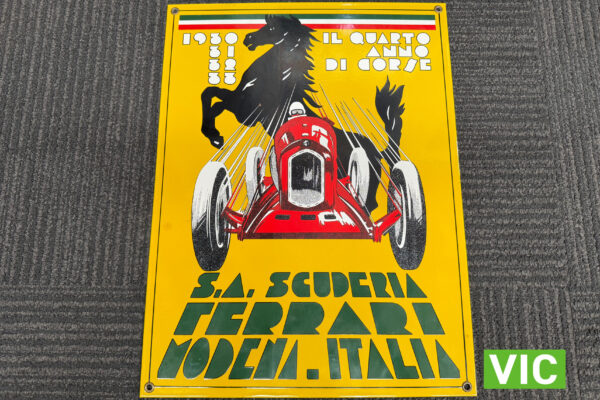 1930 IL QUARTO
31 ANNO
32 DI CORSE
33
S.A. SCUDERIA
FERRARI
MODENA.ITALIA
VIC